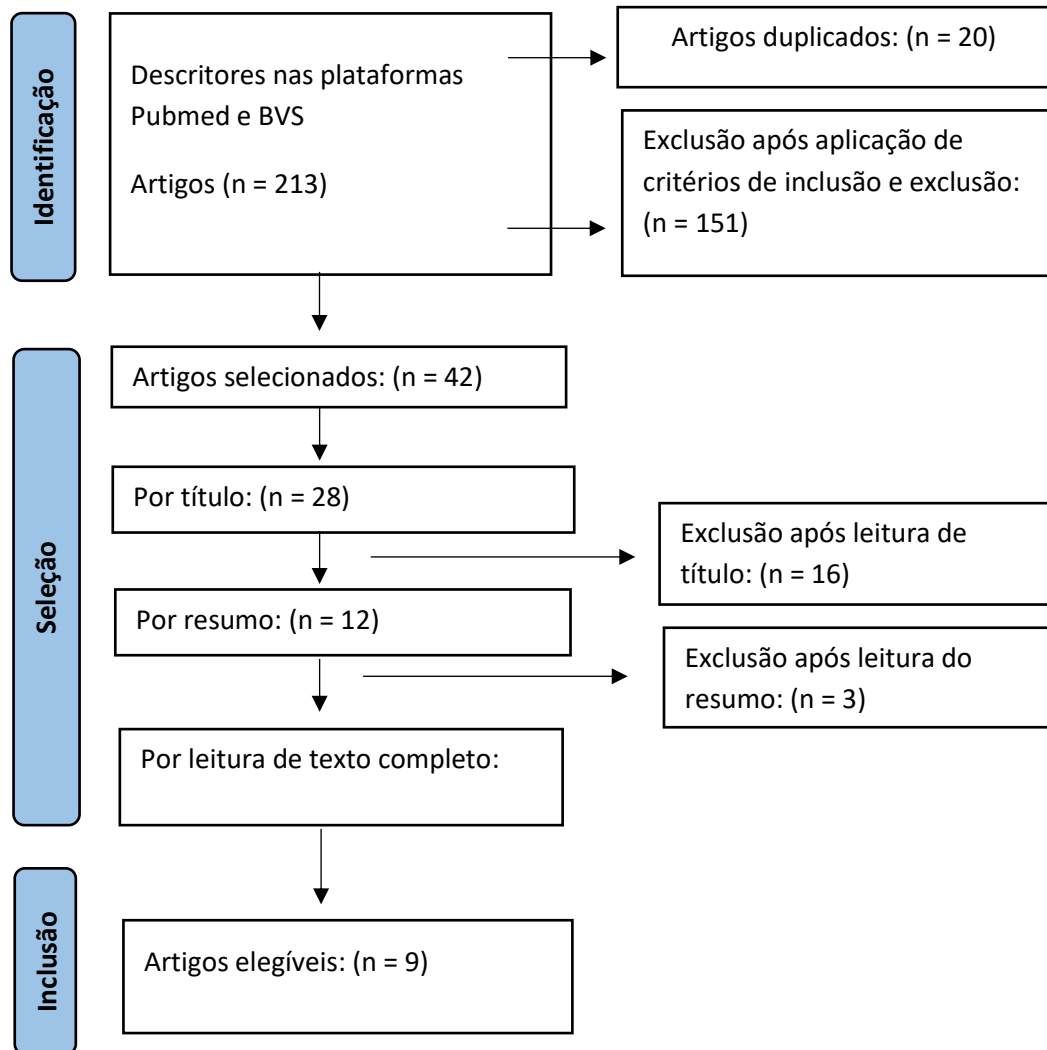 Identificação
Descritores nas plataformas
Pubmed e BVS
Artigos (n = 213)
Artigos duplicados: (n = 20)
Exclusão após aplicação de
critérios de inclusão e exclusão:
(n = 151)
Seleção
Artigos selecionados: (n = 42)
Por título: (n = 28)
Exclusão após leitura de
título: (n = 16)
Por resumo: (n = 12)
Exclusão após leitura do
resumo: (n = 3)
Por leitura de texto completo:
Inclusão
Artigos elegíveis: (n = 9)